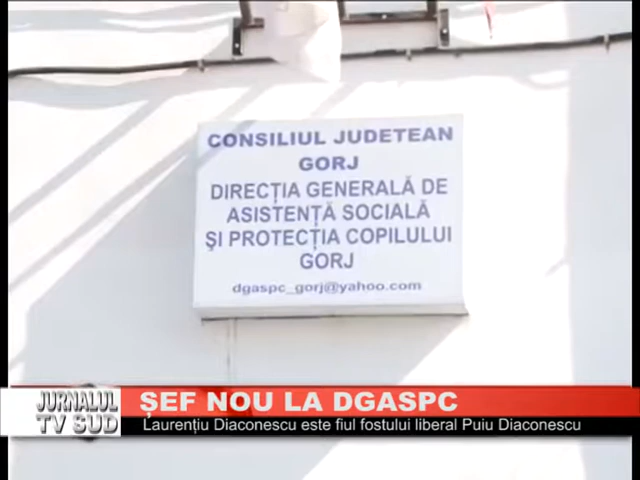 CONSILIUL JUDETEAN
GORJ
DIRECȚIA GENERALĂ DE
ASISTENȚĂ SOCIALĂ
ŞI PROTECȚIA COPILULUI
GORJ
dgaspc_gorj@yahoo.com
JURNALUL
TV SUD
ȘEF NOU LA DGASPC
Laurențiu Diaconescu este fiul fostului liberal Puiu Diaconescu